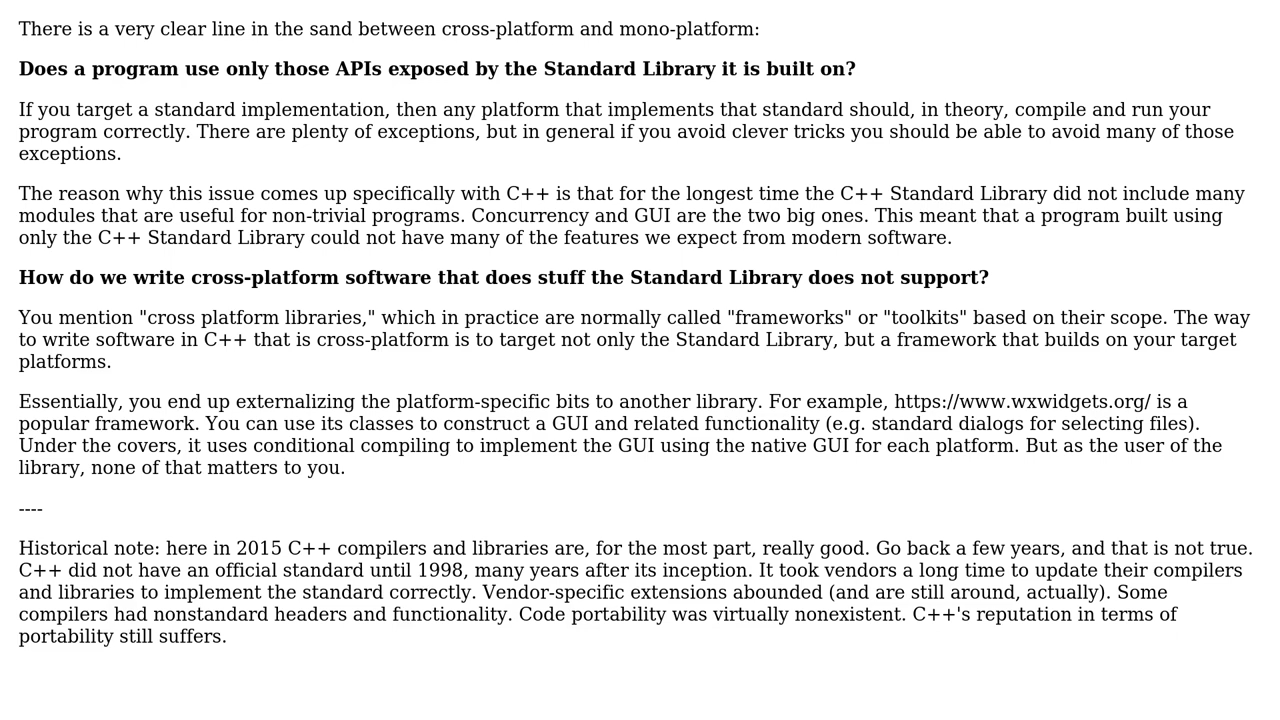 There is a very clear line in the sand between cross-platform and mono-platform:
Does a program use only those APIs exposed by the Standard Library it is built on?
If you target a standard implementation, then any platform that implements that standard should, in theory, compile and run your
program correctly. There are plenty of exceptions, but in general if you avoid clever tricks you should be able to avoid many of those
exceptions.
The reason why this issue comes up specifically with C++ is that for the longest time the C++ Standard Library did not include many
modules that are useful for non-trivial programs. Concurrency and GUI are the two big ones. This meant that a program built using
only the C++ Standard Library could not have many of the features we expect from modern software.
How do we write cross-platform software that does stuff the Standard Library does not support?
You mention "cross platform libraries," which in practice are normally called "frameworks" or "toolkits" based on their scope. The way
to write software in C++ that is cross-platform is to target not only the Standard Library, but a framework that builds on your target
platforms.
Essentially, you end up externalizing the platform-specific bits to another library. For example, https://www.wxwidgets.org/ is a
popular framework. You can use its classes to construct a GUI and related functionality (e.g. standard dialogs for selecting files).
Under the covers, it uses conditional compiling to implement the GUI using the native GUI for each platform. But as the user of the
library, none of that matters to you.
----
Historical note: here in 2015 C++ compilers and libraries are, for the most part, really good. Go back a few years, and that is not true.
C++ did not have an official standard until 1998, many years after its inception. It took vendors a long time to update their compilers
and libraries to implement the standard correctly. Vendor-specific extensions abounded (and are still around, actually). Some
compilers had nonstandard headers and functionality. Code portability was virtually nonexistent. C++'s reputation in terms of
portability still suffers.